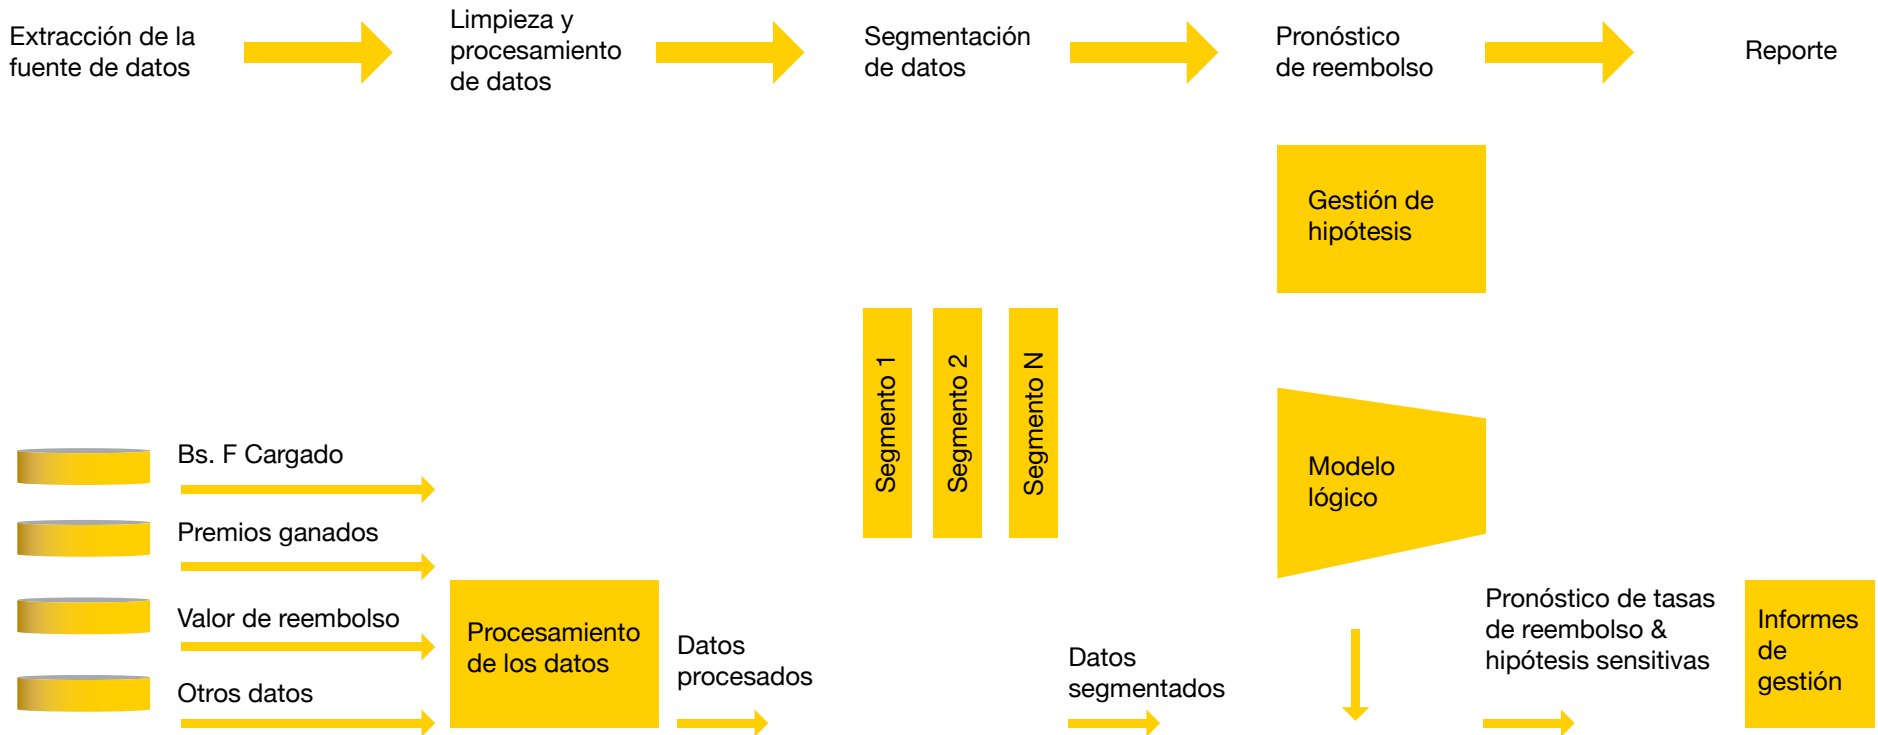 Extracción de la
fuente de datos
Limpieza y
procesamiento
de datos
Segmentación
de datos
Pronóstico
de reembolso
Reporte
Gestión de
hipótesis
Segmento 1
Segmento 2
Segmento N
Modelo
lógico
Bs. F Cargado
Premios ganados
Valor de reembolso
Otros datos
Procesamiento
de los datos
Datos
procesados
Datos
segmentados
Pronóstico de tasas
de reembolso &
hipótesis sensitivas
Informes
de
gestión